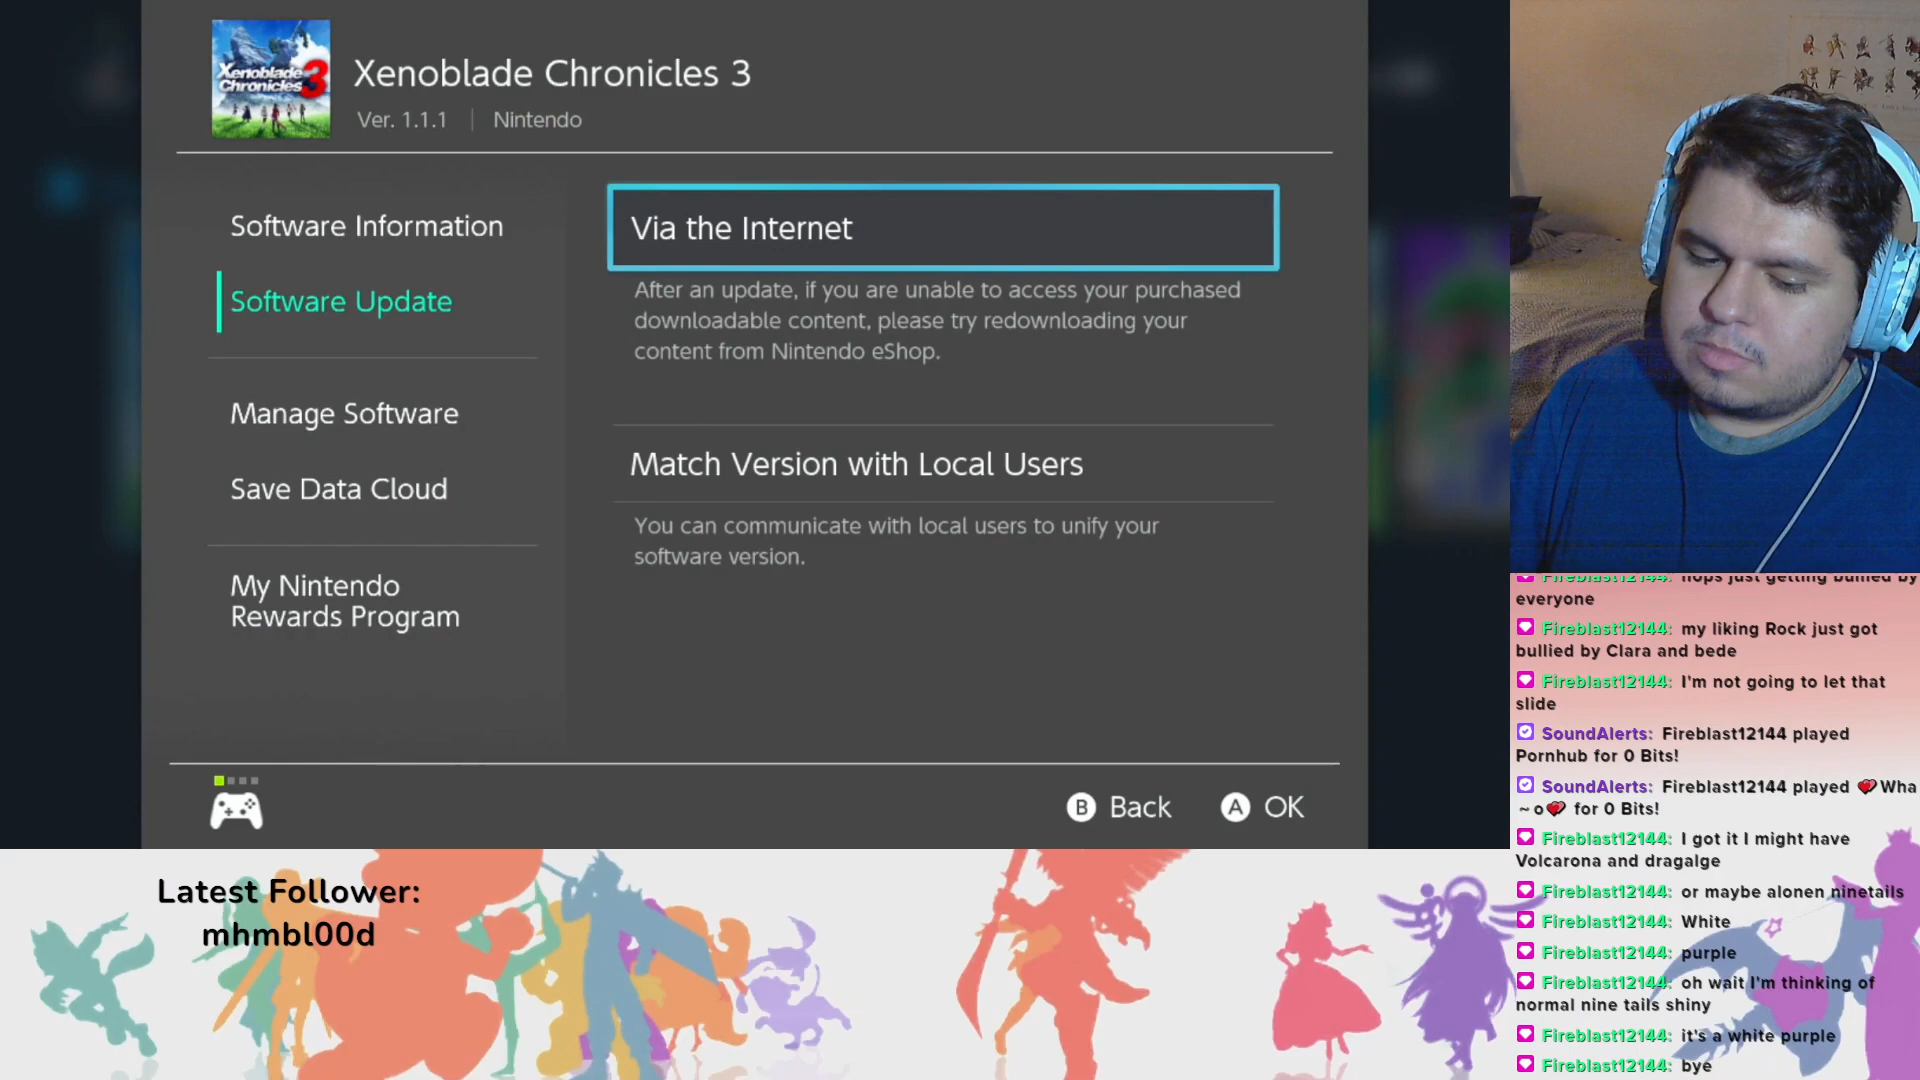 Xenoblade
Chronicles 3
Xenoblade Chronicles 3
Ver. 1.1.1 | Nintendo
Software Information
Software Update
Manage Software
Save Data Cloud
My Nintendo
Rewards Program
Via the Internet
After an update, if you are unable to access your purchased
downloadable content, please try redownloading your
content from Nintendo eShop.
Match Version with Local Users
You can communicate with local users to unify your
software version.
B Back
A OK
Latest Follower:
mhmbl00d
Fireblast12144: nops just getting bullied by
everyone
Fireblast12144: my liking Rock just got
bullied by Clara and bede
Fireblast12144: I'm not going to let that
slide
SoundAlerts: Fireblast12144 played
Pornhub for 0 Bits!
SoundAlerts: Fireblast12144 played 💘Wha
~o💘 for 0 Bits!
Fireblast12144: I got it I might have
Volcarona and dragalge
Fireblast12144: or maybe alonen ninetails
Fireblast12144: White
Fireblast12144: purple
Fireblast12144: oh wait I'm thinking of
normal nine tails shiny
Fireblast12144: it's a white purple
Fireblast12144: bye